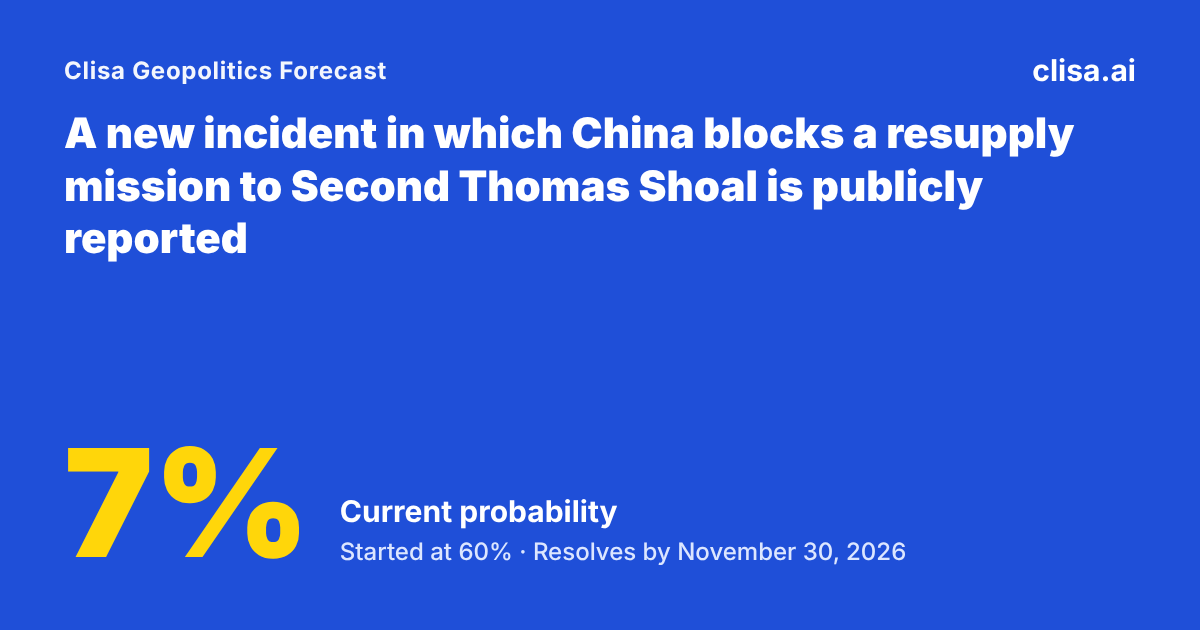 Clisa Geopolitics Forecast
clisa.ai
A new incident in which China blocks a resupply
mission to Second Thomas Shoal is publicly
reported
7%
Current probability
Started at 60% · Resolves by November 30, 2026